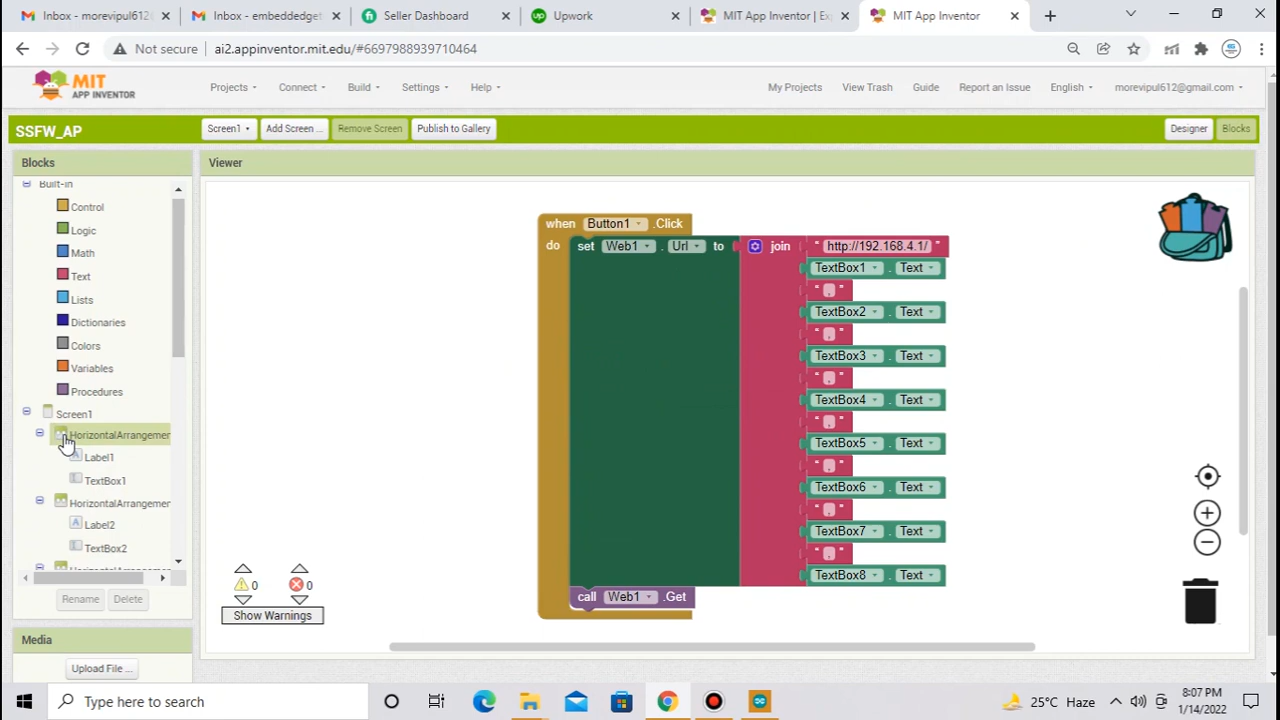 Inbox - morevipul612@
Inbox - embeddedget
Seller Dashboard
Upwork
MIT App Inventor | Ex
MIT App Inventor
Not secure
ai2.appinventor.mit.edu/#6697988939710464
MIT
APP INVENTOR
Projects
Connect
Build
Settings
Help
My Projects
View Trash
Guide
Report an Issue
English
morevipul612@gmail.com
SSFW_AP
Screen1
Add Screen ...
Remove Screen
Publish to Gallery
Designer
Blocks
Blocks
Viewer
Built-in
Control
Logic
Math
Text
Lists
Dictionaries
Colors
Variables
Procedures
Screen1
HorizontalArrangemer
Label1
TextBox1
HorizontalArrangemer
Label2
TextBox2
Rename
Delete
Media
Upload File ...
when Button1 .Click
do set Web1 . Url to join " http://192.168.4.1/ "
TextBox1 . Text
" , "
TextBox2 . Text
" , "
TextBox3 . Text
" , "
TextBox4 . Text
" , "
TextBox5 . Text
" , "
TextBox6 . Text
" , "
TextBox7 . Text
" , "
TextBox8 . Text
call Web1 .Get
0
0
Show Warnings
Type here to search
25°C Haze
8:07 PM
1/14/2022